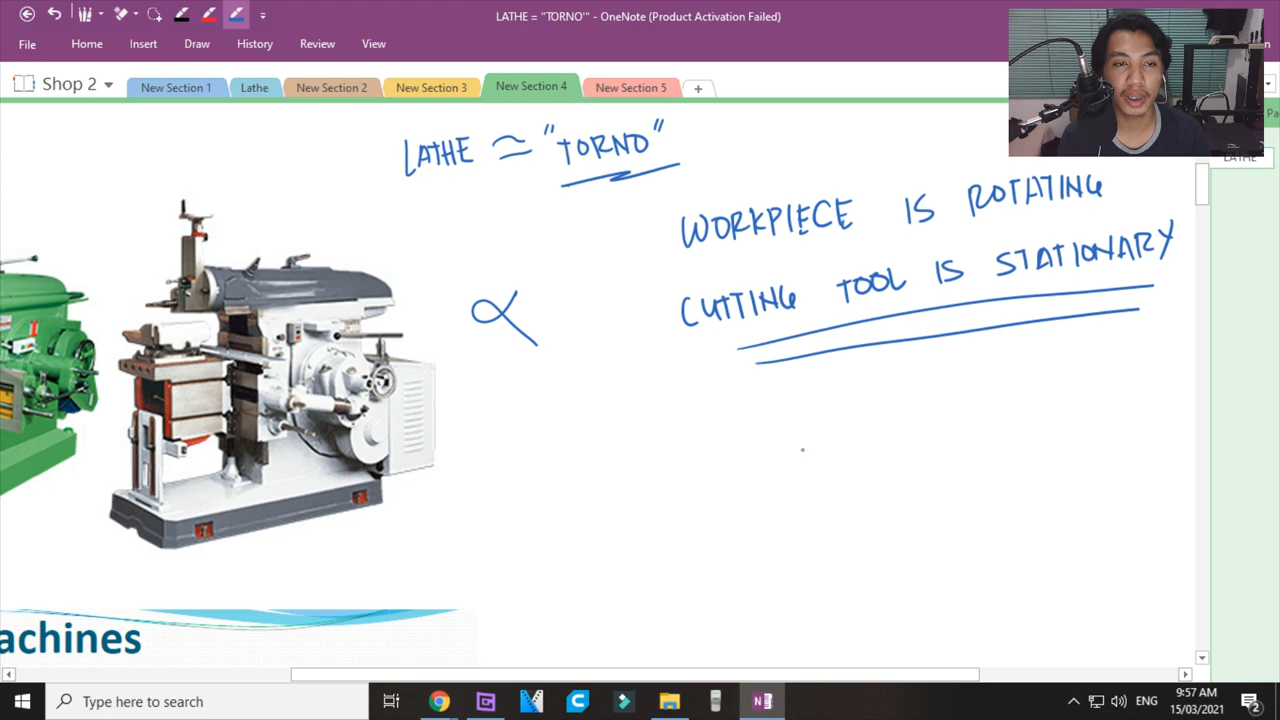 LATHE = "TORNO'" - OneNote (Product Activation Failed)
File Home Insert Draw History Review View
Shop 2 New Section 1 Lathe New Section 2 New Section 3 New Section 4 New Section 5
LATHE
LATHE ≃ "TORNO"
WORKPIECE IS ROTATING
CUTTING TOOL IS STATIONARY
achines
Type here to search
ENG
9:57 AM
15/03/2021
2